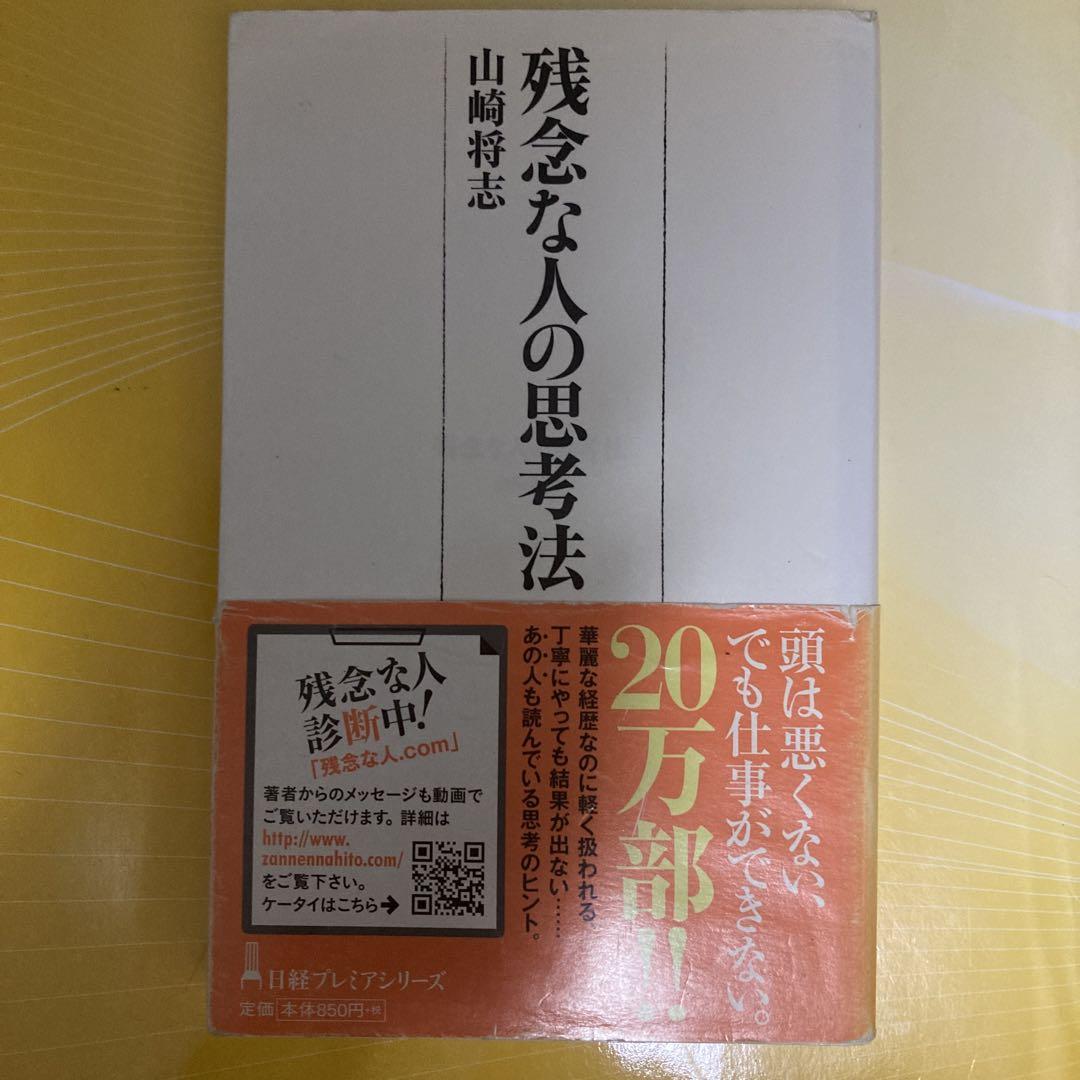 残念な人の思考法
山崎将志
頭は悪くない、
でも仕事ができない。
20万部!!
華麗な経歴なのに軽く扱われる、
丁寧にやっても結果が出ない……
あの人も読んでいる思考のヒント。
残念な人
診断中!
「残念な人.com」
著者からのメッセージも動画で
ご覧いただけます。詳細は
http://www.
zannennahito.com/
をご覧下さい。
ケータイはこちら→
日経プレミアシリーズ
定価 本体850円+税